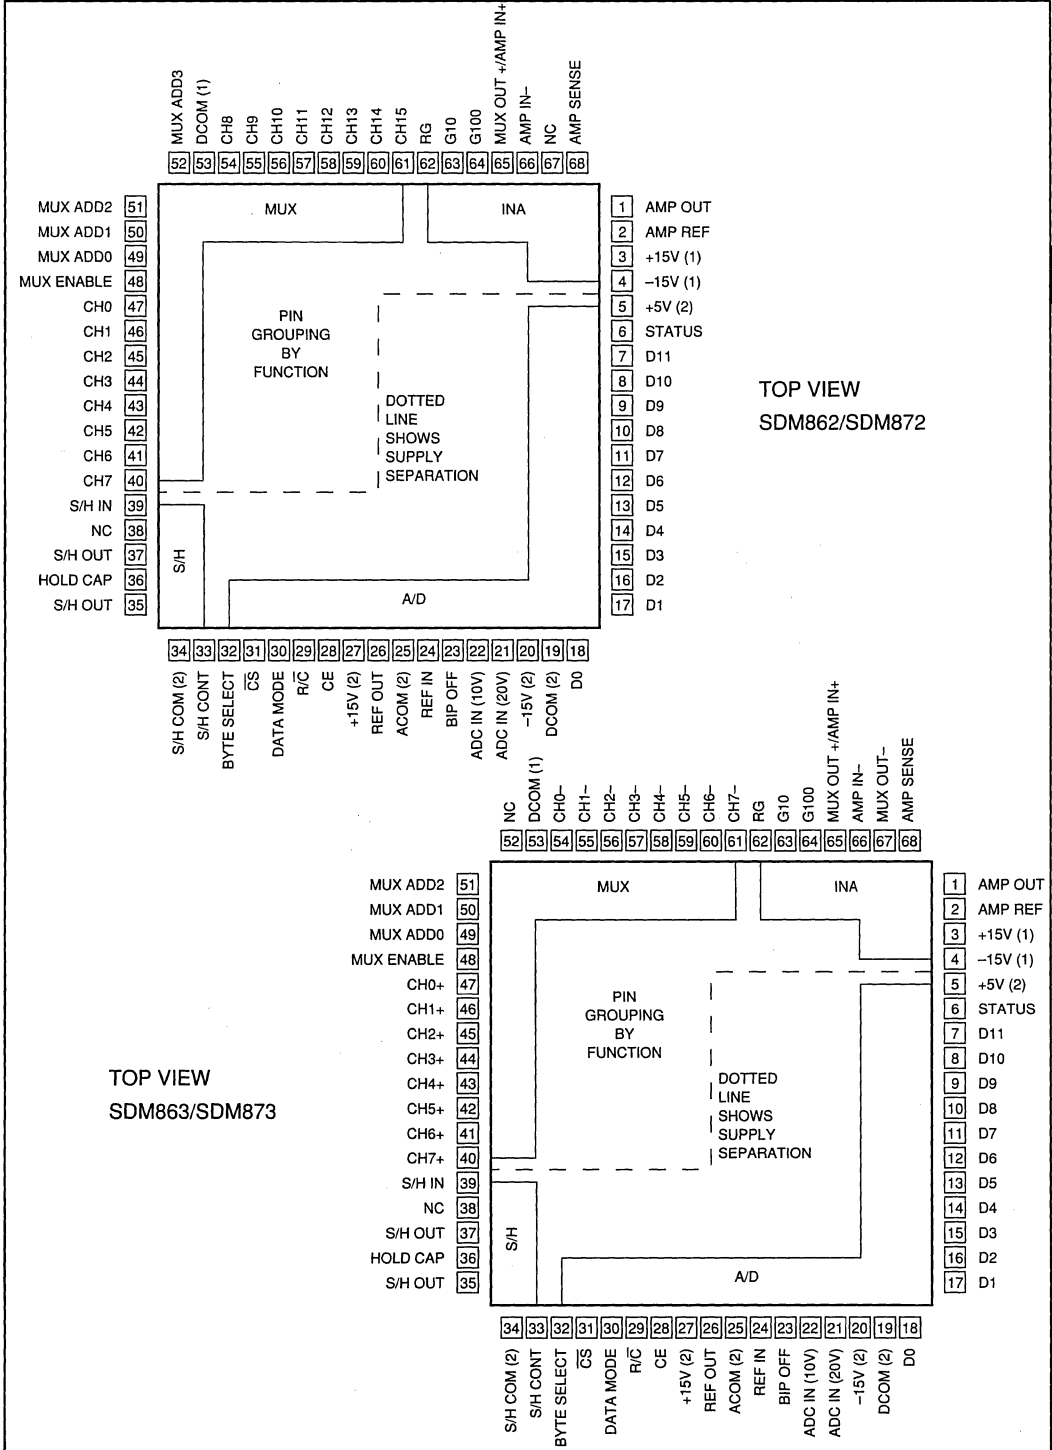 MUX ADD3
DCOM (1)
CH8
CH9
CH10
CH11
CH12
CH13
CH14
CH15
RG
G10
G100
MUX OUT +/AMP IN+
AMP IN–
NC
AMP SENSE
52 53 54 55 56 57 58 59 60 61 62 63 64 65 66 67 68
MUX ADD2 51
MUX ADD1 50
MUX ADD0 49
MUX ENABLE 48
CH0 47
CH1 46
CH2 45
CH3 44
CH4 43
CH5 42
CH6 41
CH7 40
S/H IN 39
NC 38
S/H OUT 37
HOLD CAP 36
S/H OUT 35
MUX
INA
PIN
GROUPING
BY
FUNCTION
DOTTED
LINE
SHOWS
SUPPLY
SEPARATION
S/H
A/D
1 AMP OUT
2 AMP REF
3 +15V (1)
4 –15V (1)
5 +5V (2)
6 STATUS
7 D11
8 D10
9 D9
10 D8
11 D7
12 D6
13 D5
14 D4
15 D3
16 D2
17 D1
TOP VIEW
SDM862/SDM872
34 33 32 31 30 29 28 27 26 25 24 23 22 21 20 19 18
S/H COM (2)
S/H CONT
BYTE SELECT
C̅S̅
DATA MODE
R̅/C̅
CE
+15V (2)
REF OUT
ACOM (2)
REF IN
BIP OFF
ADC IN (10V)
ADC IN (20V)
–15V (2)
DCOM (2)
D0
NC
DCOM (1)
CH0–
CH1–
CH2–
CH3–
CH4–
CH5–
CH6–
CH7–
RG
G10
G100
MUX OUT +/AMP IN+
AMP IN–
MUX OUT–
AMP SENSE
52 53 54 55 56 57 58 59 60 61 62 63 64 65 66 67 68
MUX ADD2 51
MUX ADD1 50
MUX ADD0 49
MUX ENABLE 48
CH0+ 47
CH1+ 46
CH2+ 45
CH3+ 44
CH4+ 43
CH5+ 42
CH6+ 41
CH7+ 40
S/H IN 39
NC 38
S/H OUT 37
HOLD CAP 36
S/H OUT 35
TOP VIEW
SDM863/SDM873
MUX
INA
PIN
GROUPING
BY
FUNCTION
DOTTED
LINE
SHOWS
SUPPLY
SEPARATION
S/H
A/D
1 AMP OUT
2 AMP REF
3 +15V (1)
4 –15V (1)
5 +5V (2)
6 STATUS
7 D11
8 D10
9 D9
10 D8
11 D7
12 D6
13 D5
14 D4
15 D3
16 D2
17 D1
34 33 32 31 30 29 28 27 26 25 24 23 22 21 20 19 18
S/H COM (2)
S/H CONT
BYTE SELECT
C̅S̅
DATA MODE
R̅/C̅
CE
+15V (2)
REF OUT
ACOM (2)
REF IN
BIP OFF
ADC IN (10V)
ADC IN (20V)
–15V (2)
DCOM (2)
D0